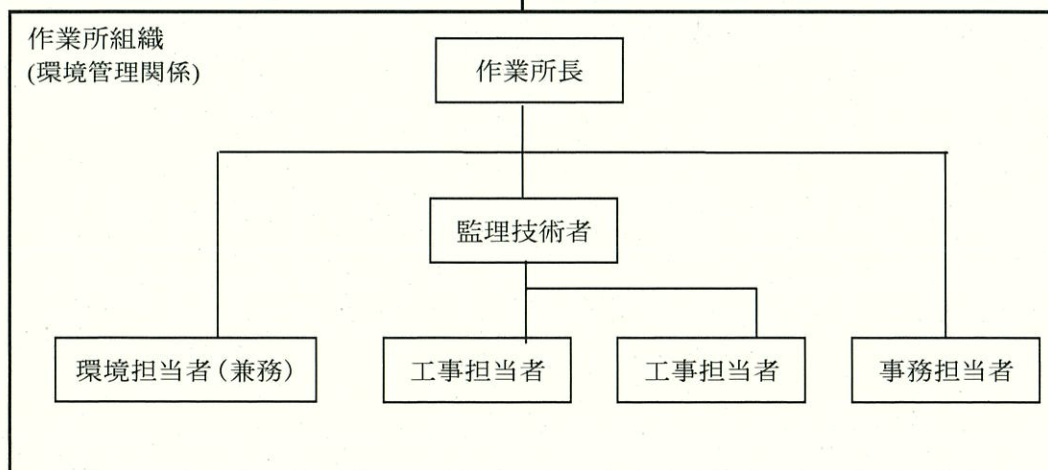 作業所組織
(環境管理関係)
作業所長
監理技術者
環境担当者（兼務）
工事担当者
工事担当者
事務担当者